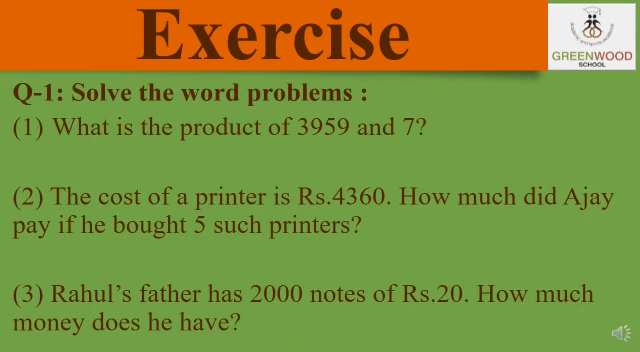 Exercise
GREENWOOD
SCHOOL
Q-1: Solve the word problems :
(1) What is the product of 3959 and 7?
(2) The cost of a printer is Rs.4360. How much did Ajay
pay if he bought 5 such printers?
(3) Rahul’s father has 2000 notes of Rs.20. How much
money does he have?